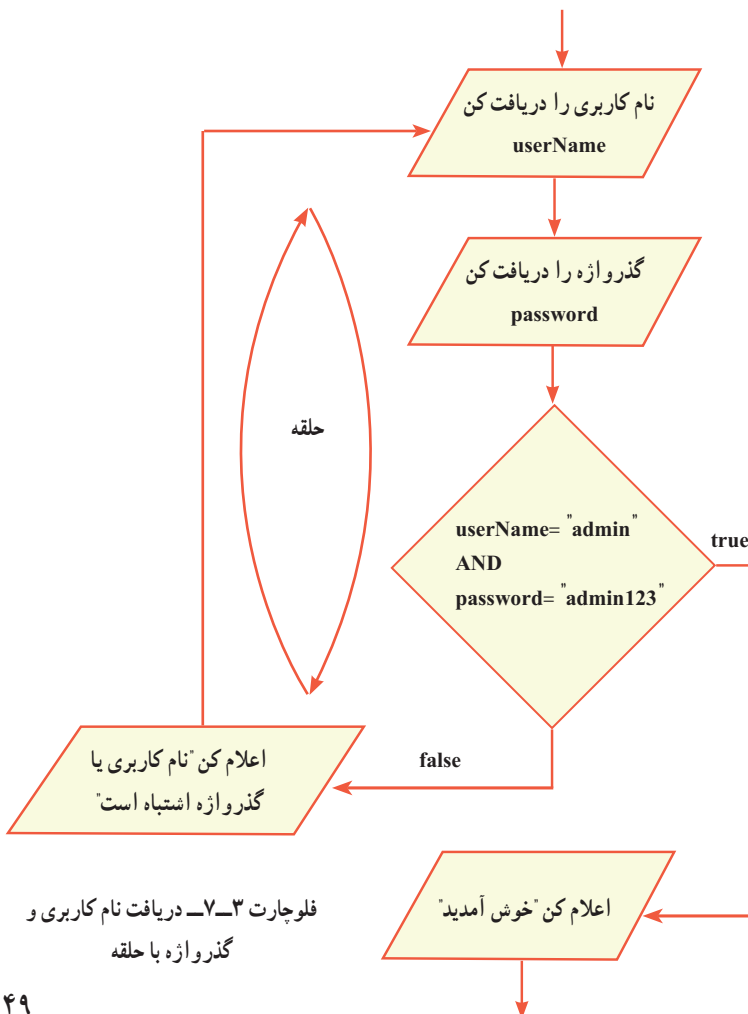 نام کاربری را دریافت کن
userName
گذرواژه را دریافت کن
password
حلقه
userName= "admin"
AND
password= "admin123"
true
false
اعلام کن "نام کاربری یا
گذرواژه اشتباه است"
اعلام کن "خوش آمدید"
فلوچارت ۳ــ۷ــ دریافت نام کاربری و
گذرواژه با حلقه
۴۹